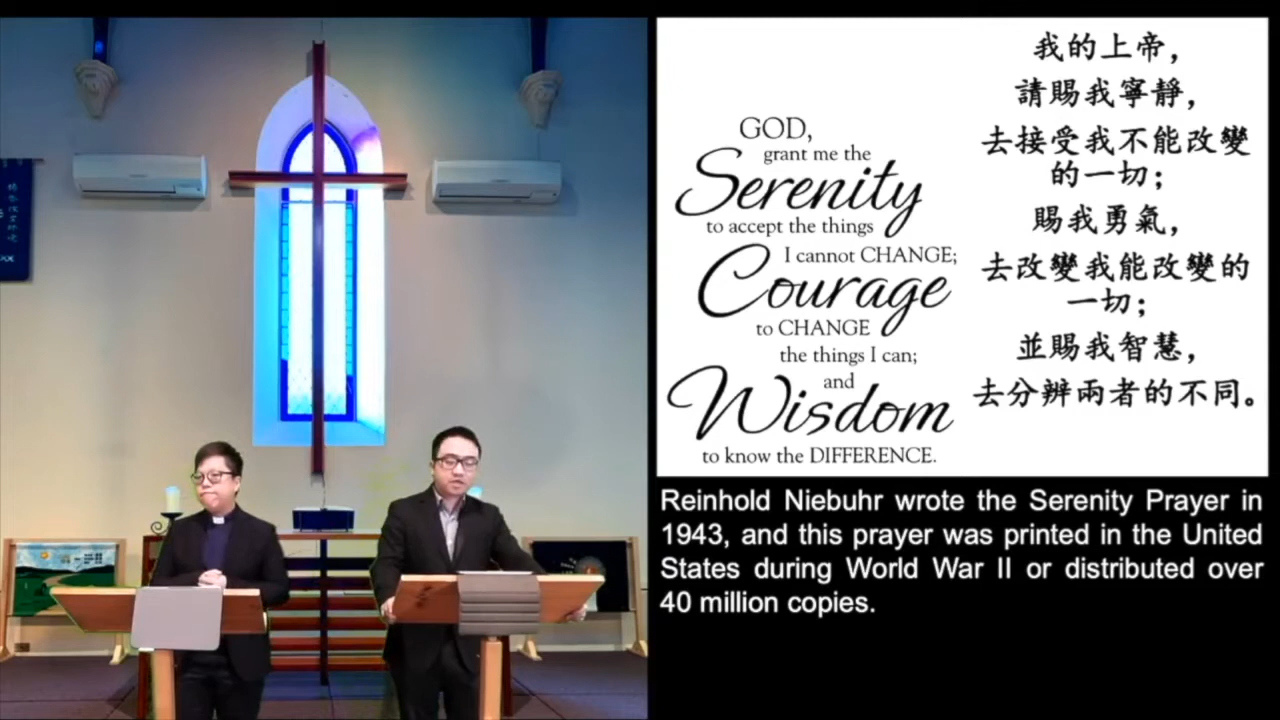 GOD,
grant me the
Serenity
to accept the things
I cannot CHANGE;
Courage
to CHANGE
the things I can;
and
Wisdom
to know the DIFFERENCE.
我的上帝，
請賜我寧靜，
去接受我不能改變
的一切；
賜我勇氣，
去改變我能改變的
一切；
並賜我智慧，
去分辨兩者的不同。
Reinhold Niebuhr wrote the Serenity Prayer in
1943, and this prayer was printed in the United
States during World War II or distributed over
40 million copies.